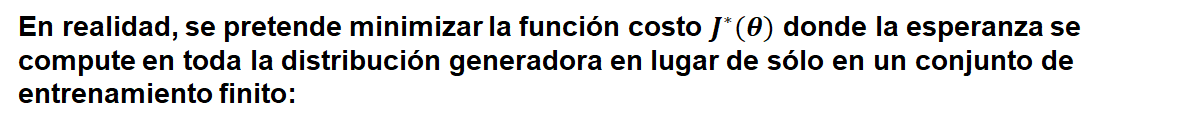 En realidad, se pretende minimizar la función costo J*(θ) donde la esperanza se
compute en toda la distribución generadora en lugar de sólo en un conjunto de
entrenamiento finito: